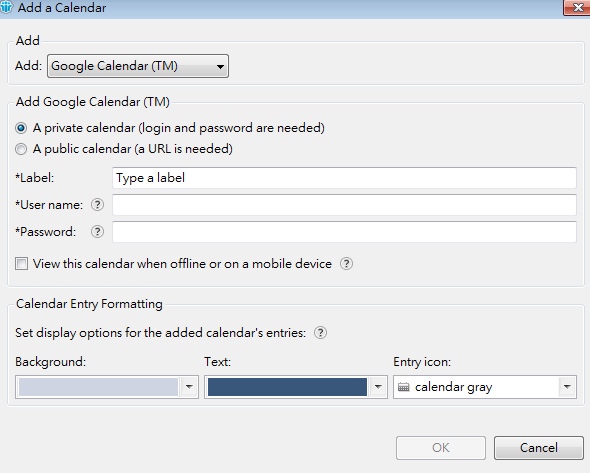 Add a Calendar
Add
Add: Google Calendar (TM)
Add Google Calendar (TM)
A private calendar (login and password are needed)
A public calendar (a URL is needed)
*Label: Type a label
*User name: ?
*Password: ?
View this calendar when offline or on a mobile device ?
Calendar Entry Formatting
Set display options for the added calendar's entries: ?
Background: Text: Entry icon:
calendar gray
OK Cancel